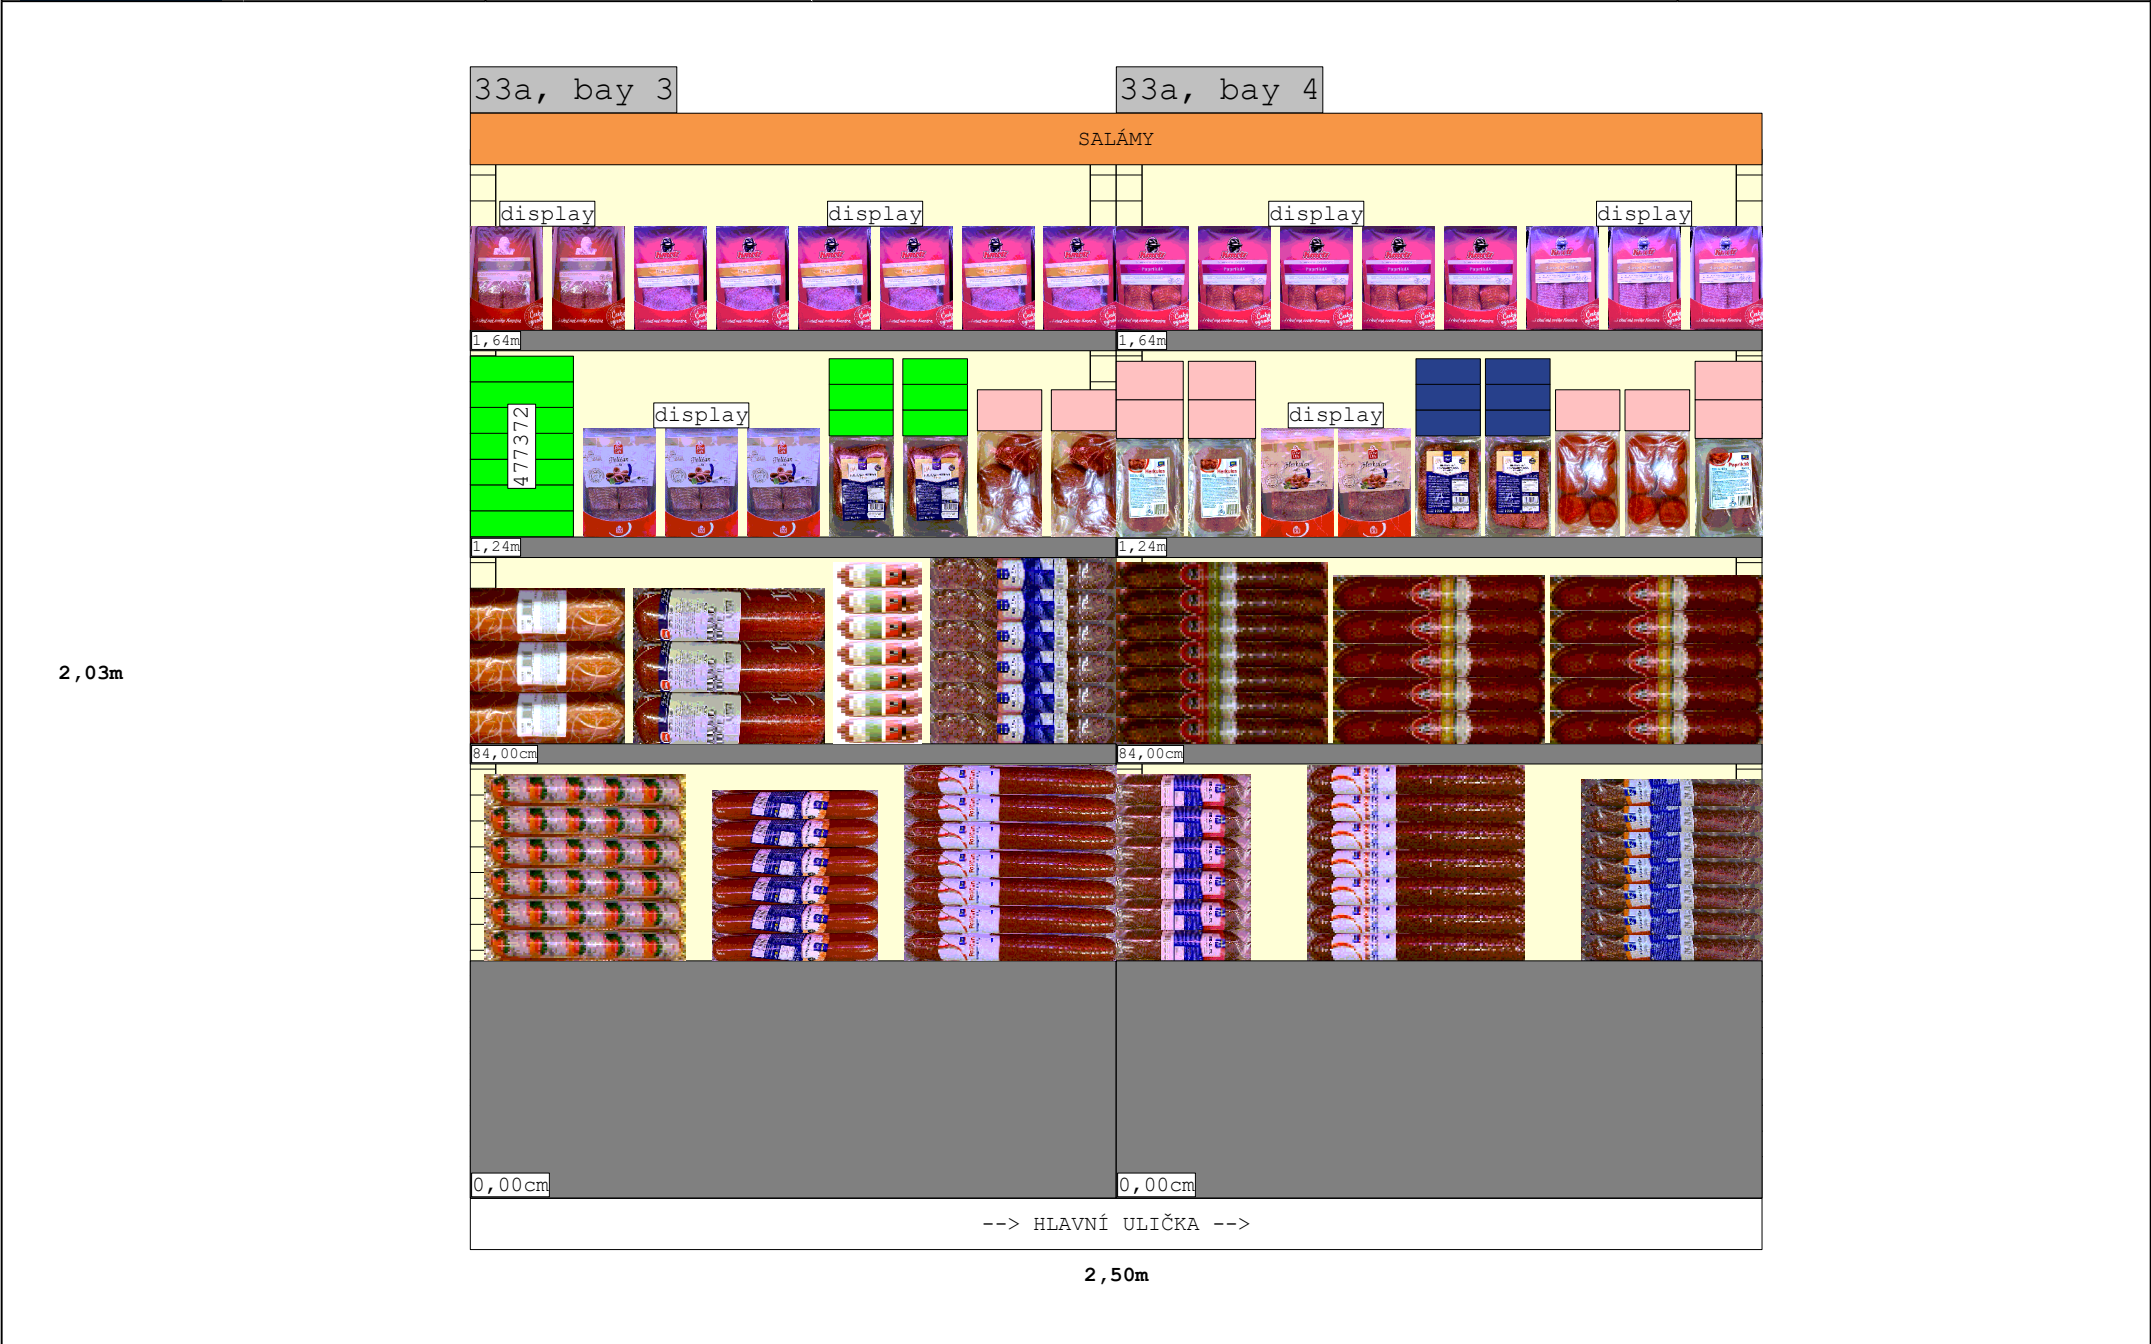 33a, bay 3
33a, bay 4
SALÁMY
display
display
display
display
1,64m
1,64m
477372
display
display
1,24m
1,24m
84,00cm
84,00cm
2,03m
0,00cm
0,00cm
--> HLAVNÍ ULIČKA -->
2,50m